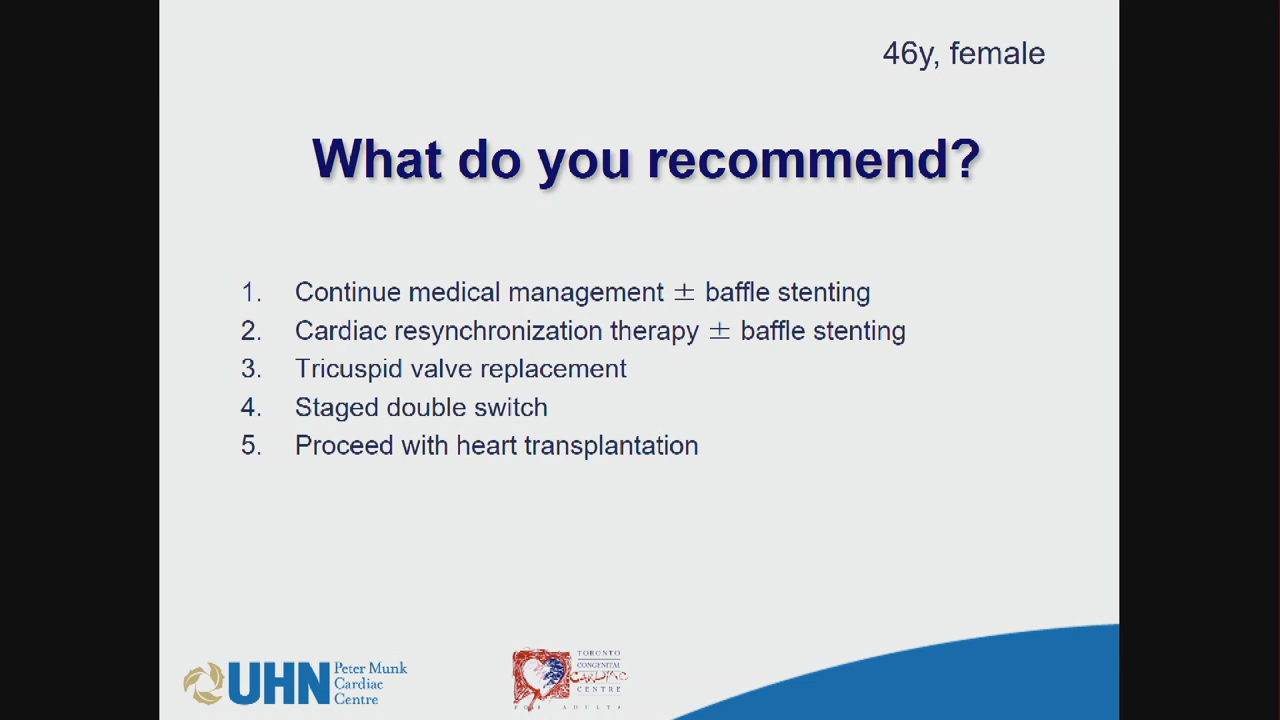 46y, female
What do you recommend?
1. Continue medical management ± baffle stenting
2. Cardiac resynchronization therapy ± baffle stenting
3. Tricuspid valve replacement
4. Staged double switch
5. Proceed with heart transplantation
UHN
Peter Munk
Cardiac
Centre
TORONTO
CONGENITAL
CARDIAC
CENTRE
FOR ADULTS